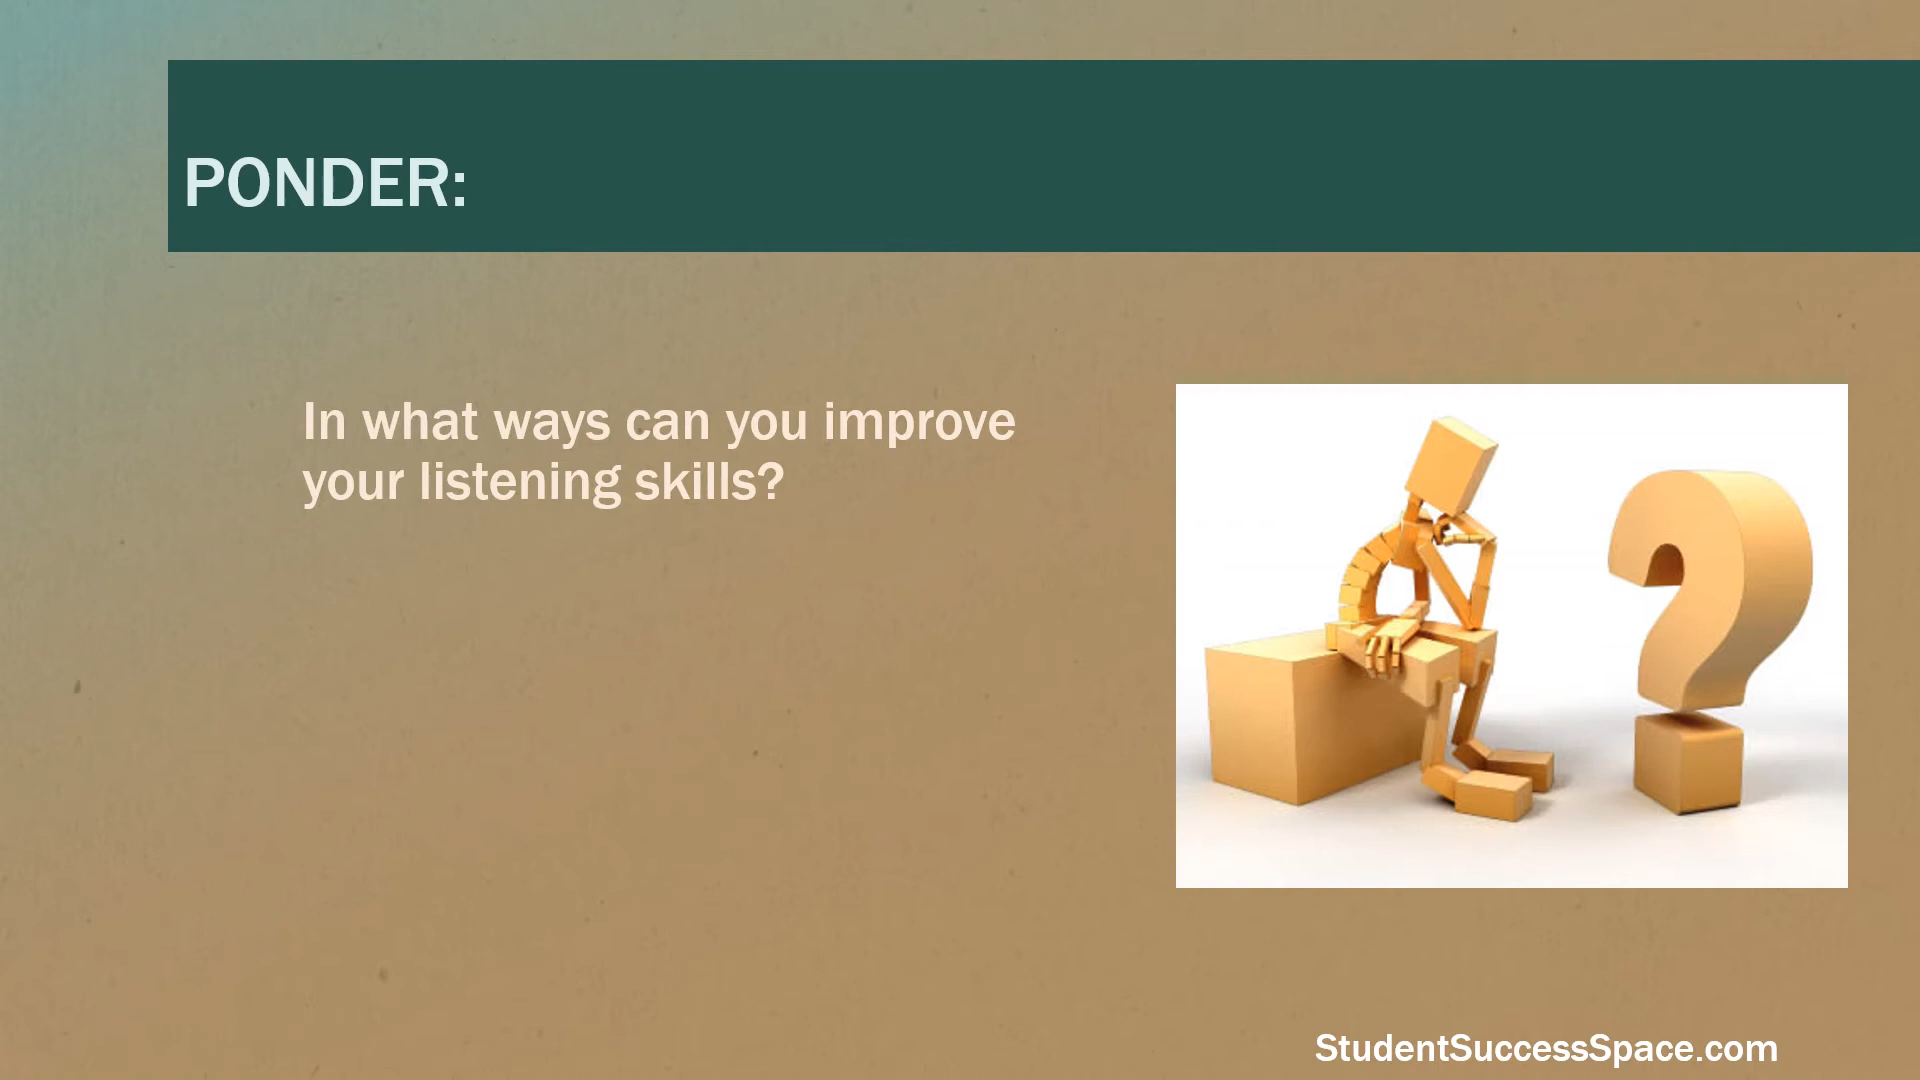 PONDER:
In what ways can you improve
your listening skills?
StudentSuccessSpace.com